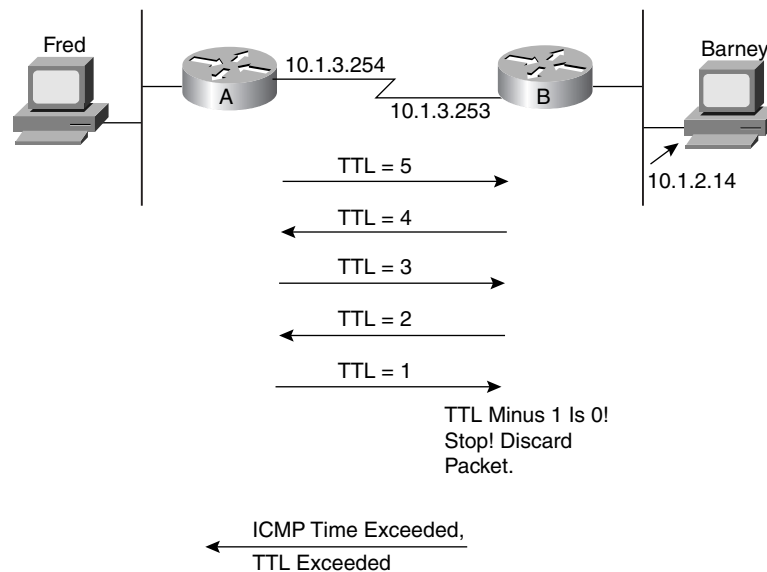 Fred
Barney
10.1.3.254
A
B
10.1.3.253
10.1.2.14
TTL = 5
TTL = 4
TTL = 3
TTL = 2
TTL = 1
TTL Minus 1 Is 0!
Stop! Discard
Packet.
ICMP Time Exceeded,
TTL Exceeded